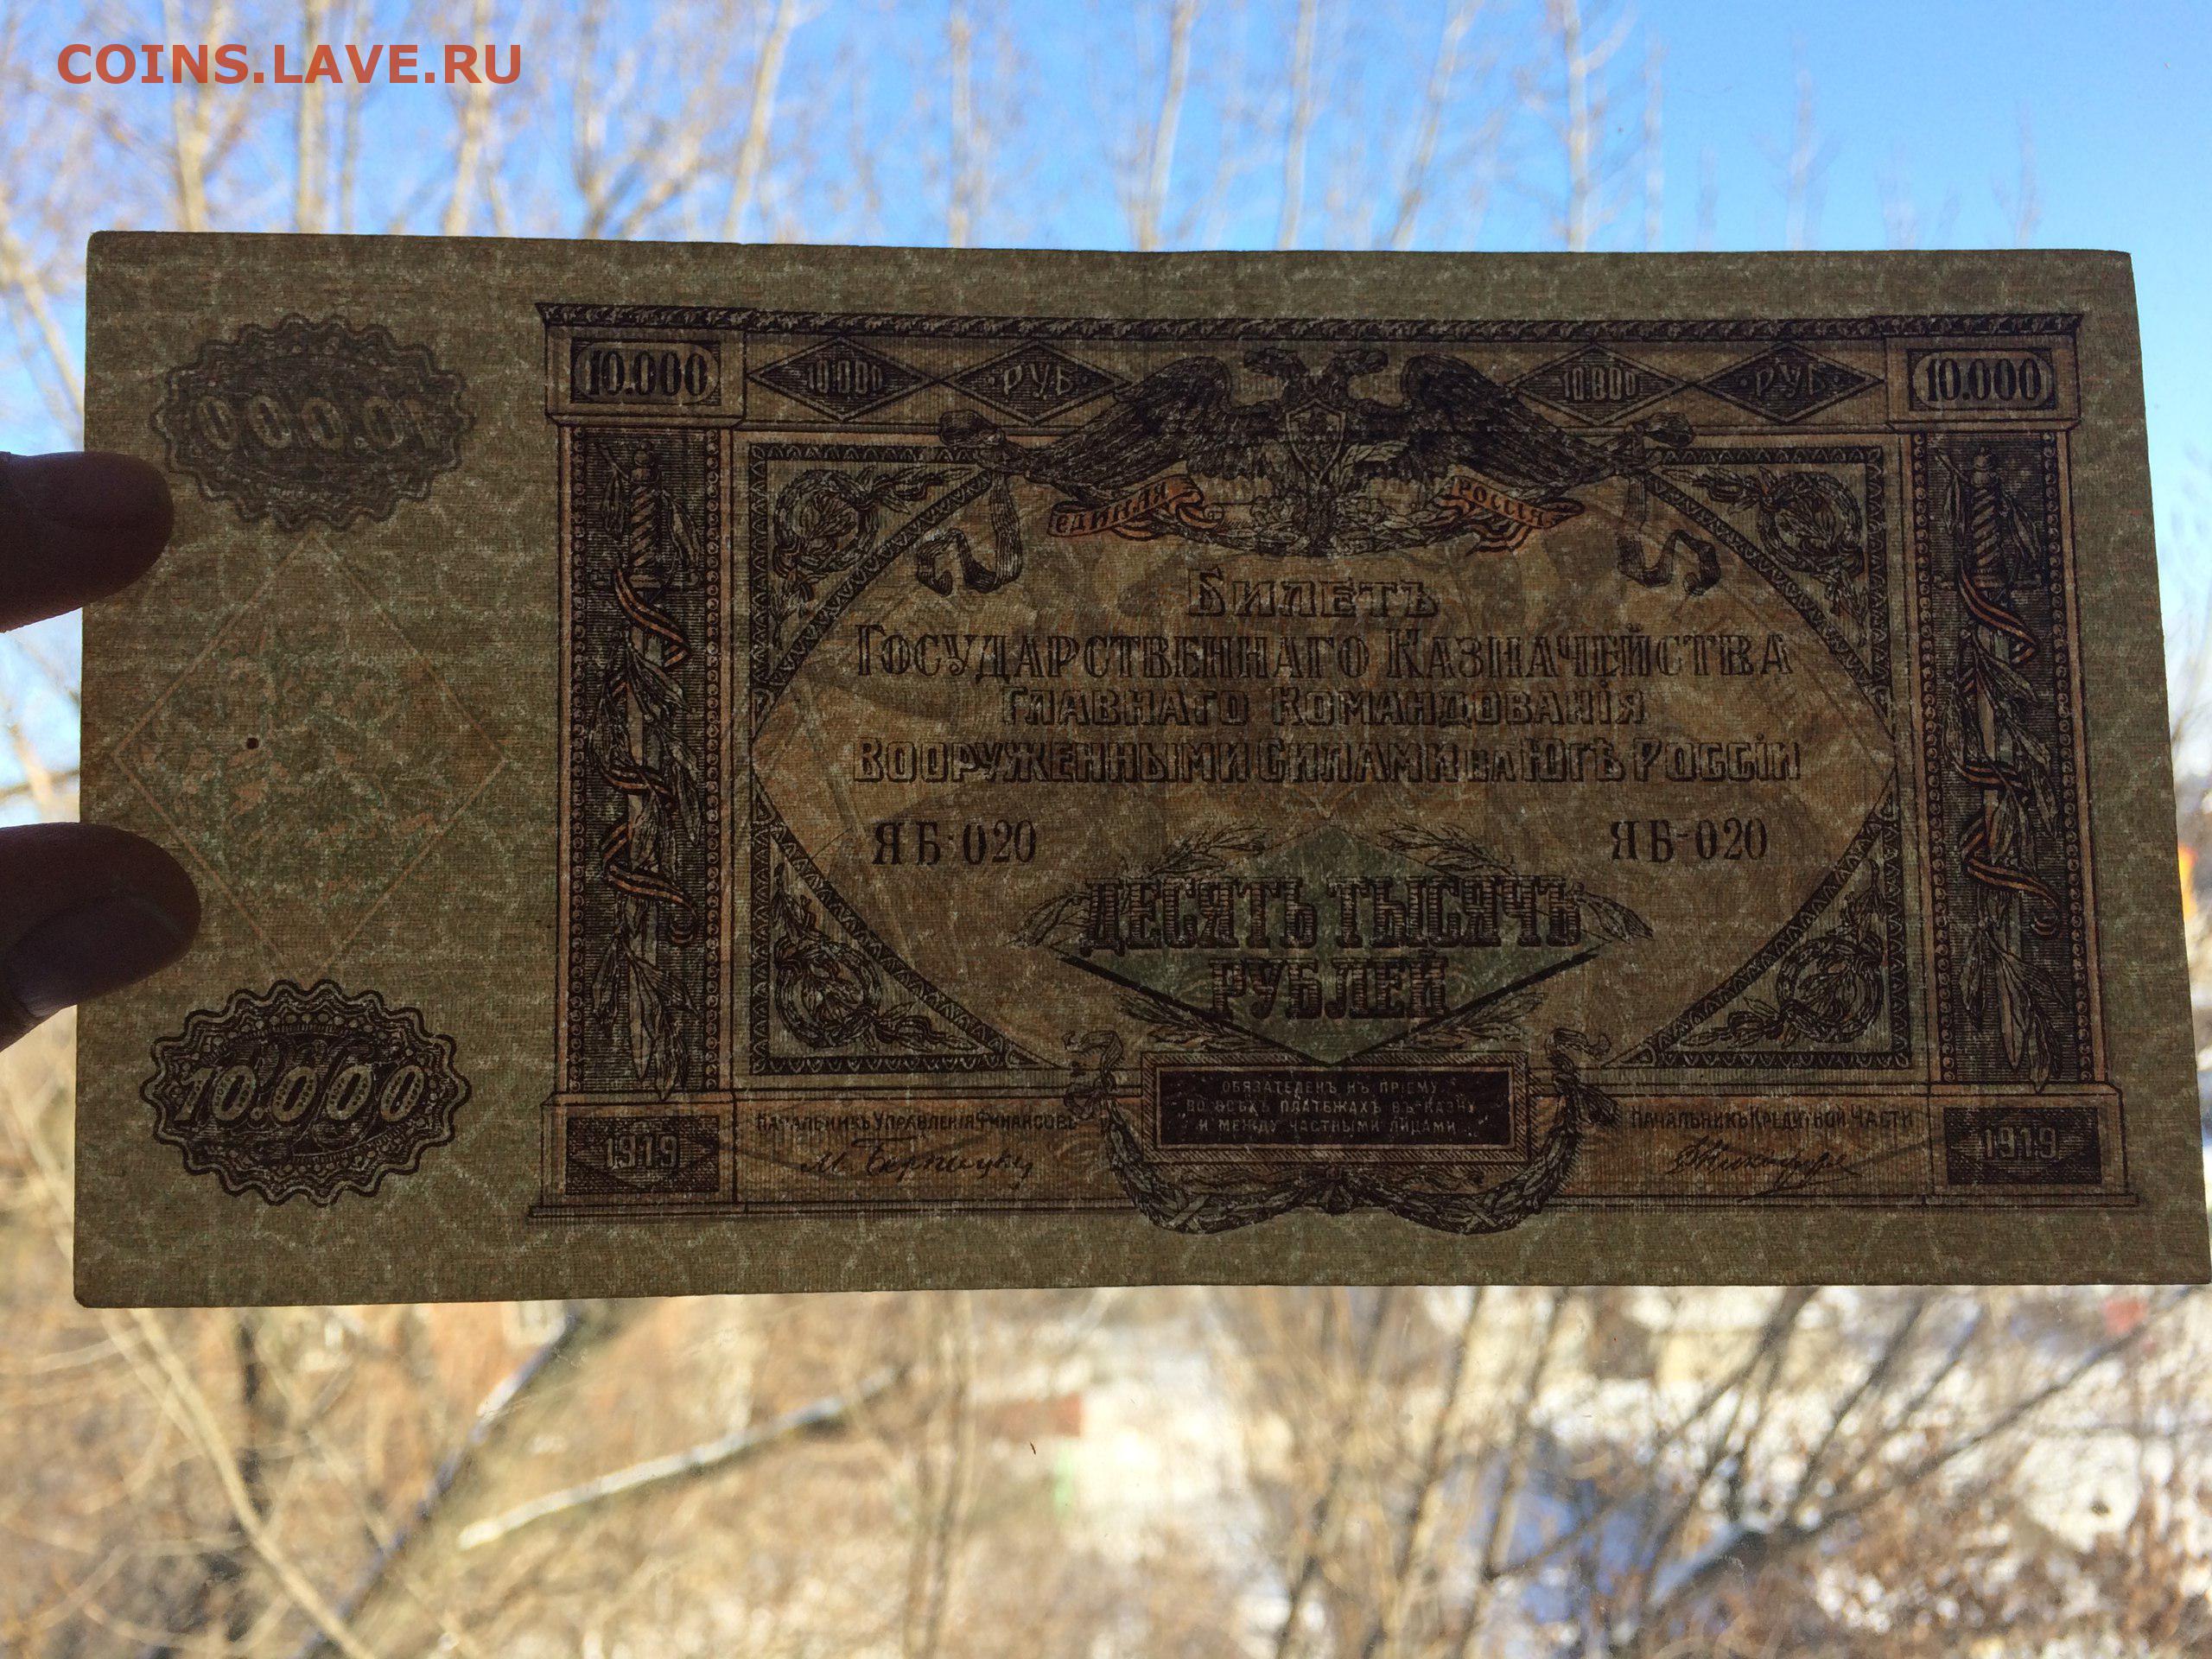 COINS.LAVE.RU
10.000 10.000 РУБ 10.000 РУБ 10.000
10.000
ЕДИНАЯ РОССІЯ
БИЛЕТЪ
ГОСУДАРСТВЕННАГО КАЗНАЧЕЙСТВА
ГЛАВНАГО КОМАНДОВАНІЯ
ВООРУЖЕННЫМИ СИЛАМИ НА ЮГѢ РОССІИ
ЯБ-020 ЯБ-020
ДЕСЯТЬ ТЫСЯЧЪ
РУБЛЕЙ
10.000
ОБЯЗАТЕЛЕНЪ КЪ ПРІЕМУ
ВО ВСѢХЪ ПЛАТЕЖАХЪ ВЪ КАЗНУ
И МЕЖДУ ЧАСТНЫМИ ЛИЦАМИ
НАЧАЛЬНИКЪ УПРАВЛЕНІЯ ФИНАНСОВЪ НАЧАЛЬНИКЪ КРЕДИТНОЙ ЧАСТИ
1919 1919